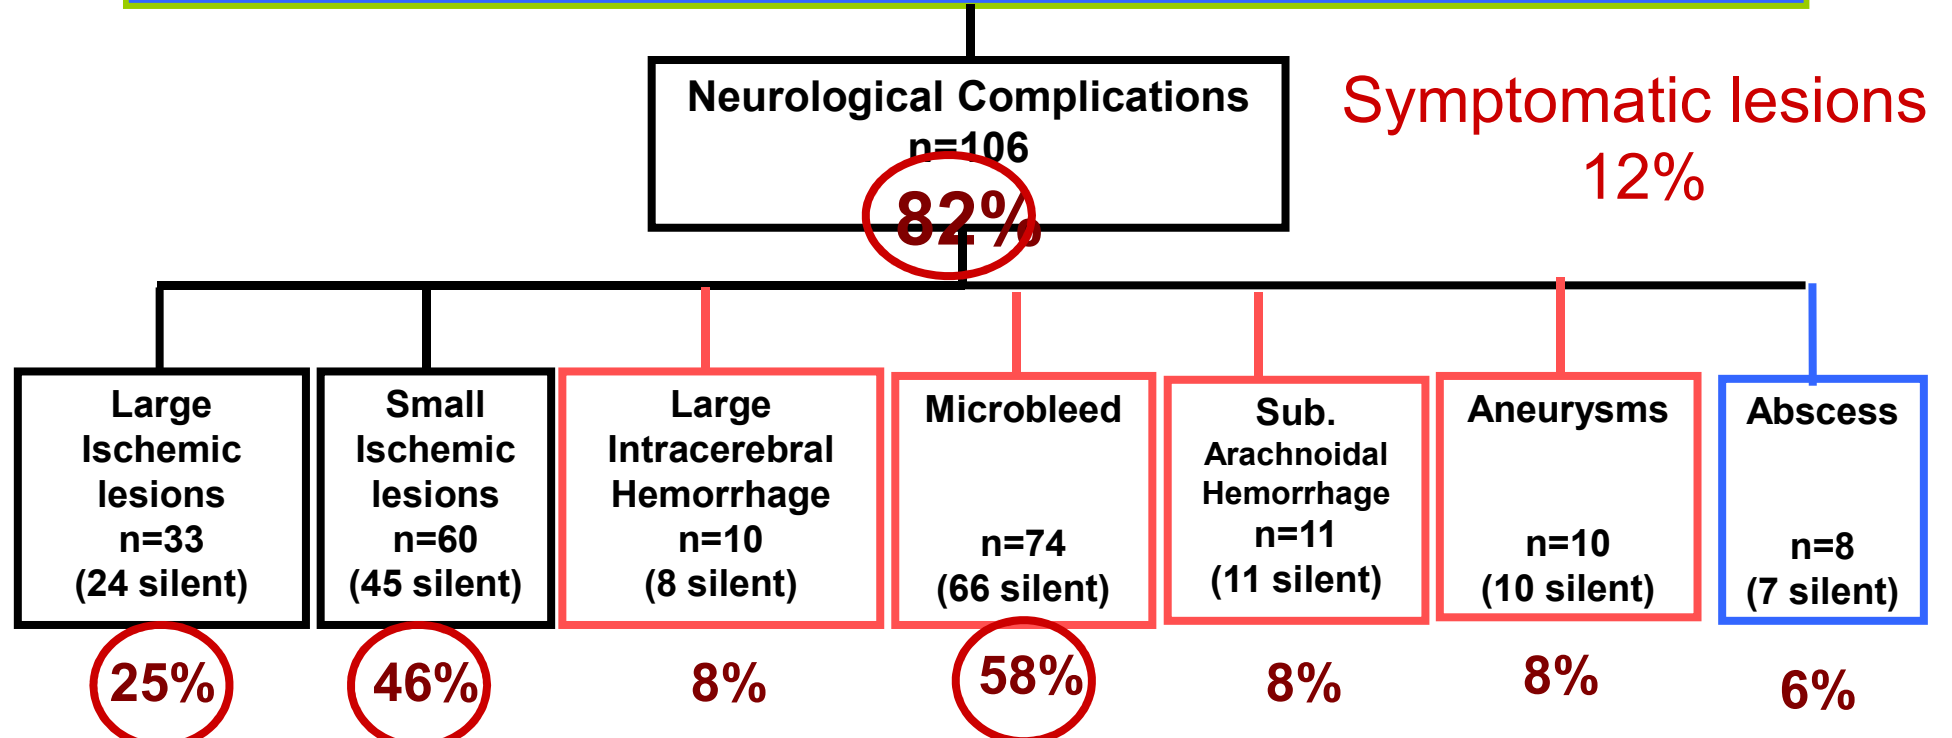 Neurological Complications
n=106
82%
Symptomatic lesions
12%
Large
Ischemic
lesions
n=33
(24 silent)
25%
Small
Ischemic
lesions
n=60
(45 silent)
46%
Large
Intracerebral
Hemorrhage
n=10
(8 silent)
8%
Microbleed
n=74
(66 silent)
58%
Sub.
Arachnoidal
Hemorrhage
n=11
(11 silent)
8%
Aneurysms
n=10
(10 silent)
8%
Abscess
n=8
(7 silent)
6%